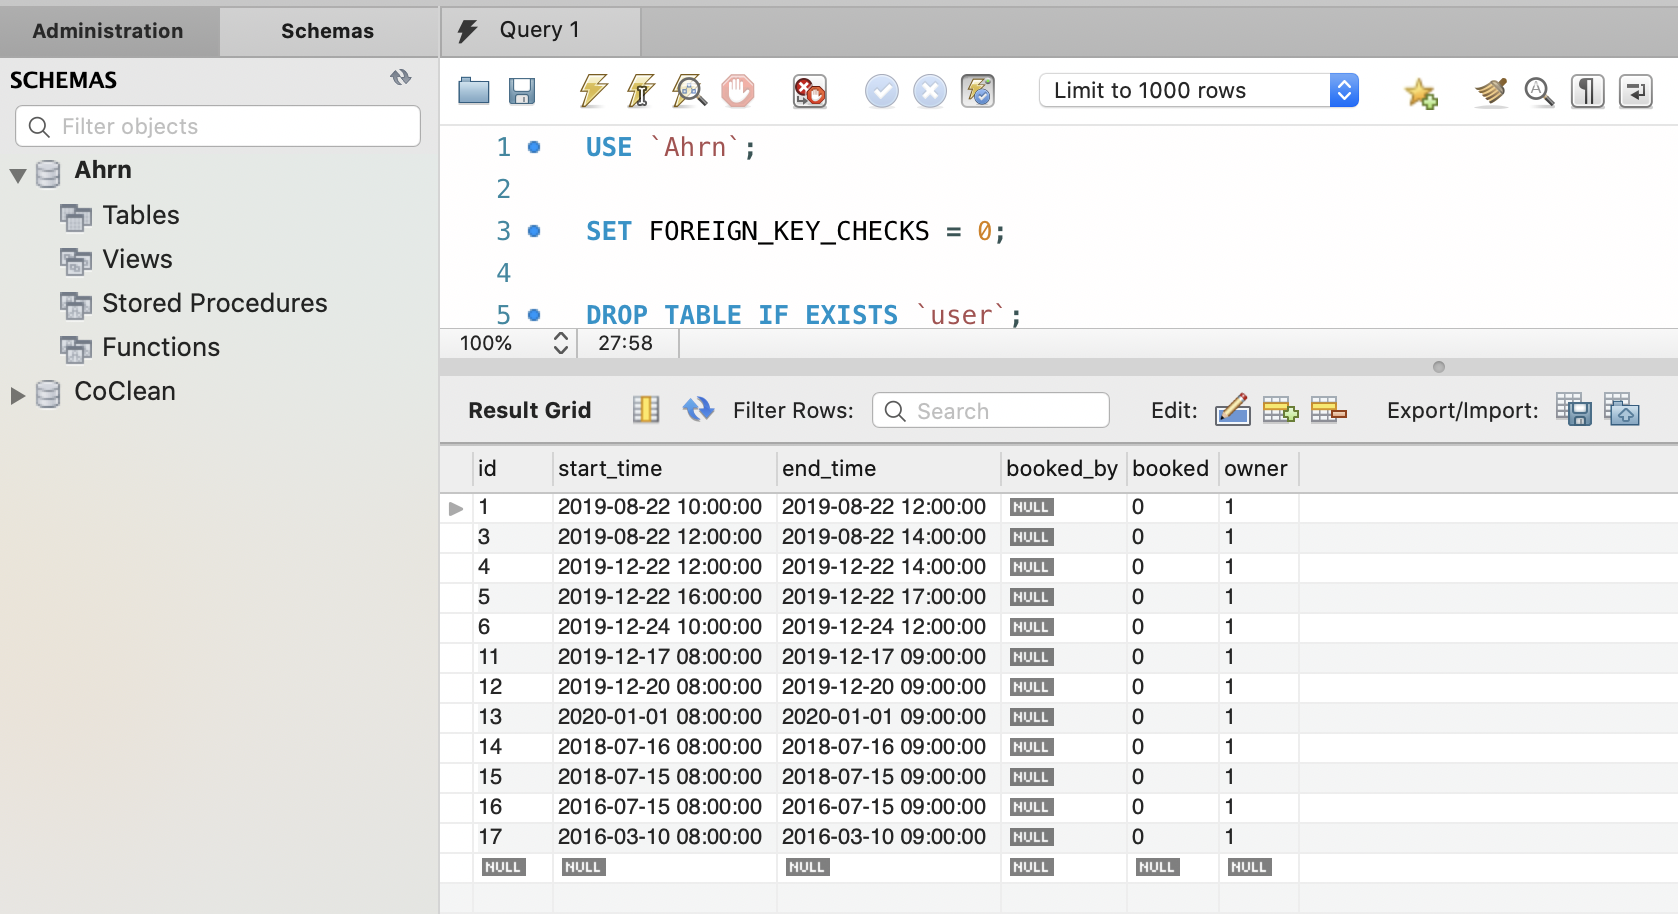 Administration Schemas Query 1
SCHEMAS
Filter objects
Ahrn
Tables
Views
Stored Procedures
Functions
CoClean
Limit to 1000 rows
1 USE `Ahrn`;
2
3 SET FOREIGN_KEY_CHECKS = 0;
4
5 DROP TABLE IF EXISTS `user`;
100% 27:58
Result Grid Filter Rows: Search Edit: Export/Import:
id start_time end_time booked_by booked owner
1 2019-08-22 10:00:00 2019-08-22 12:00:00 NULL 0 1
3 2019-08-22 12:00:00 2019-08-22 14:00:00 NULL 0 1
4 2019-12-22 12:00:00 2019-12-22 14:00:00 NULL 0 1
5 2019-12-22 16:00:00 2019-12-22 17:00:00 NULL 0 1
6 2019-12-24 10:00:00 2019-12-24 12:00:00 NULL 0 1
11 2019-12-17 08:00:00 2019-12-17 09:00:00 NULL 0 1
12 2019-12-20 08:00:00 2019-12-20 09:00:00 NULL 0 1
13 2020-01-01 08:00:00 2020-01-01 09:00:00 NULL 0 1
14 2018-07-16 08:00:00 2018-07-16 09:00:00 NULL 0 1
15 2018-07-15 08:00:00 2018-07-15 09:00:00 NULL 0 1
16 2016-07-15 08:00:00 2016-07-15 09:00:00 NULL 0 1
17 2016-03-10 08:00:00 2016-03-10 09:00:00 NULL 0 1
NULL NULL NULL NULL NULL NULL